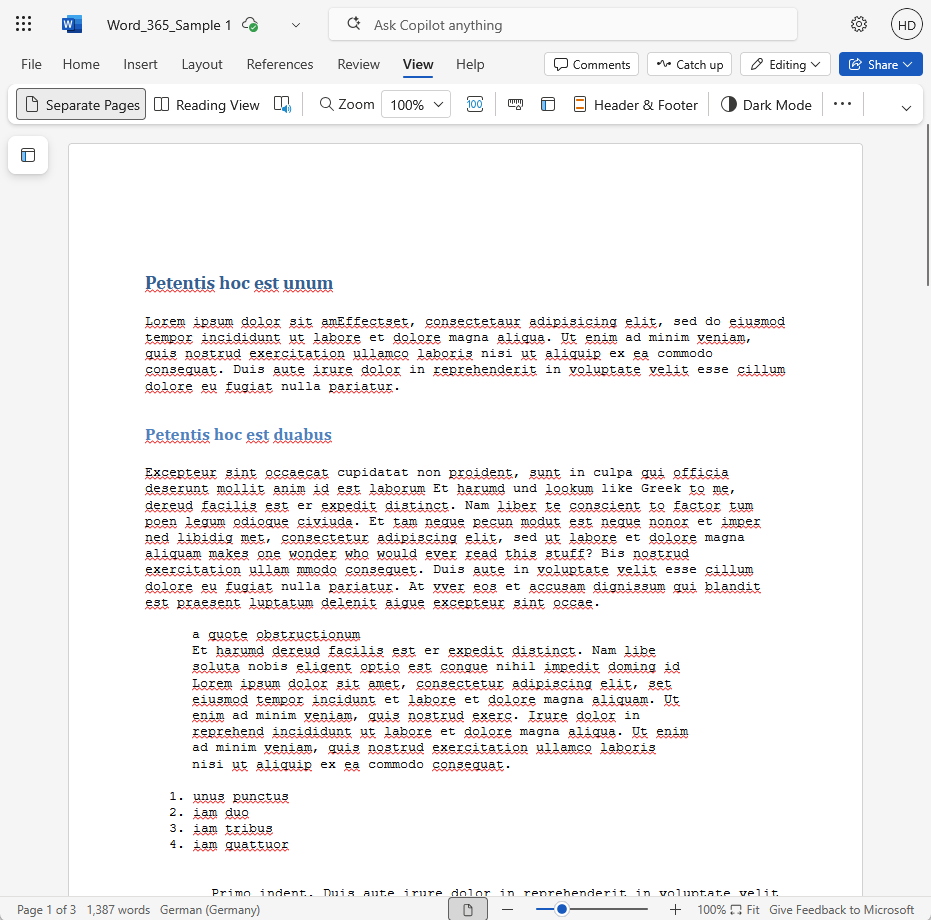 Word_365_Sample 1
Ask Copilot anything
HD
File Home Insert Layout References Review View Help
Comments Catch up Editing Share
Separate Pages Reading View Zoom 100% 100 Header & Footer Dark Mode
Petentis hoc est unum
Lorem ipsum dolor sit amEffectset, consectetaur adipisicing elit, sed do eiusmod
tempor incididunt ut labore et dolore magna aliqua. Ut enim ad minim veniam,
quis nostrud exercitation ullamco laboris nisi ut aliquip ex ea commodo
consequat. Duis aute irure dolor in reprehenderit in voluptate velit esse cillum
dolore eu fugiat nulla pariatur.
Petentis hoc est duabus
Excepteur sint occaecat cupidatat non proident, sunt in culpa qui officia
deserunt mollit anim id est laborum Et harumd und lookum like Greek to me,
dereud facilis est er expedit distinct. Nam liber te conscient to factor tum
poen legum odioque civiuda. Et tam neque pecun modut est neque nonor et imper
ned libidig met, consectetur adipiscing elit, sed ut labore et dolore magna
aliquam makes one wonder who would ever read this stuff? Bis nostrud
exercitation ullam mmodo consequet. Duis aute in voluptate velit esse cillum
dolore eu fugiat nulla pariatur. At vver eos et accusam dignissum qui blandit
est praesent luptatum delenit aigue excepteur sint occae.
a quote obstructionum
Et harumd dereud facilis est er expedit distinct. Nam libe
soluta nobis eligent optio est congue nihil impedit doming id
Lorem ipsum dolor sit amet, consectetur adipiscing elit, set
eiusmod tempor incidunt et labore et dolore magna aliquam. Ut
enim ad minim veniam, quis nostrud exerc. Irure dolor in
reprehend incididunt ut labore et dolore magna aliqua. Ut enim
ad minim veniam, quis nostrud exercitation ullamco laboris
nisi ut aliquip ex ea commodo consequat.
1. unus punctus
2. iam duo
3. iam tribus
4. iam quattuor
Primo indent. Duis aute irure dolor in reprehenderit in voluptate velit
Page 1 of 3 1,387 words German (Germany) 100% Fit Give Feedback to Microsoft